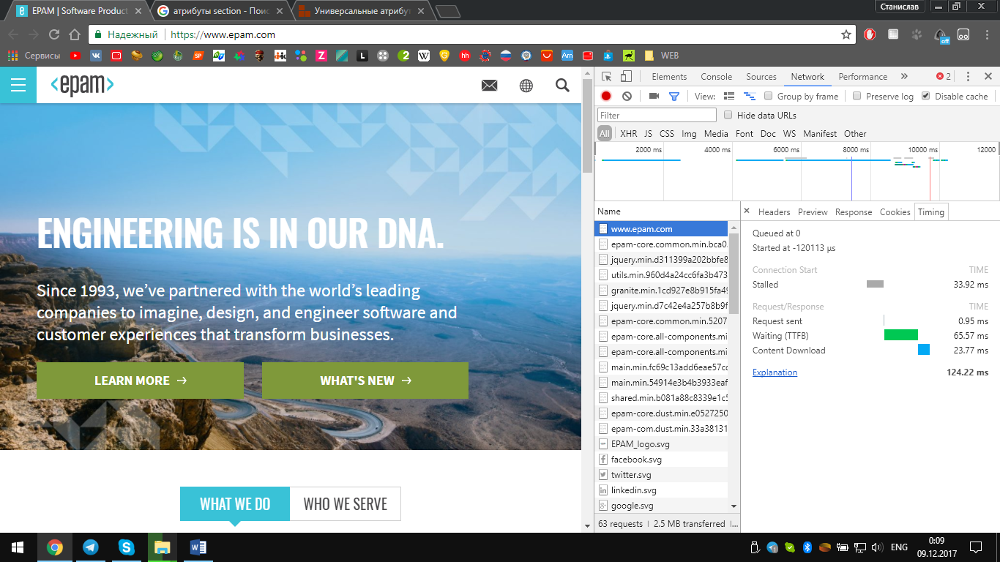 EPAM | Software Product
атрибуты section - Поис
Универсальные атрибут
Станислав
Надежный
https://www.epam.com
off
Сервисы
SP
Z
L
2
W
G
hh
Am
WEB
<epam>
ENGINEERING IS IN OUR DNA.
Since 1993, we’ve partnered with the world’s leading
companies to imagine, design, and engineer software and
customer experiences that transform businesses.
LEARN MORE →
WHAT'S NEW →
WHAT WE DO
WHO WE SERVE
Elements Console Sources Network Performance » 2
View: Group by frame Preserve log Disable cache
Filter
Hide data URLs
All XHR JS CSS Img Media Font Doc WS Manifest Other
2000 ms 4000 ms 6000 ms 8000 ms 10000 ms 12000
Name
www.epam.com
epam-core.common.min.bca0
jquery.min.d311399a202bbfe8
utils.min.960d4a24cc6fa3b473
granite.min.1cd927e8b915fa49
jquery.min.d7c42e4a257b8b9f
epam-core.common.min.5207
epam-core.all-components.mi
epam-core.all-components.mi
main.min.fc69c13add6eae57cc
main.min.54914e3b4b3933eaf
shared.min.b081a88c8339e1c5
epam-core.dust.min.e0527250
epam-com.dust.min.33a38131
EPAM_logo.svg
facebook.svg
twitter.svg
linkedin.svg
google.svg
63 requests | 2.5 MB transferred |...
Headers Preview Response Cookies Timing
Queued at 0
Started at -120113 µs
Connection Start TIME
Stalled 33.92 ms
Request/Response TIME
Request sent 0.95 ms
Waiting (TTFB) 65.57 ms
Content Download 23.77 ms
Explanation 124.22 ms
ENG
0:09
09.12.2017